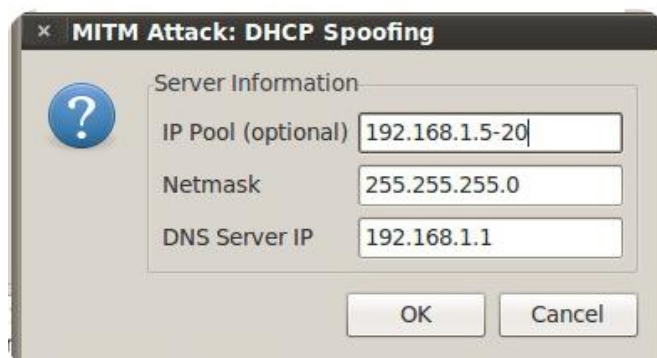 × MITM Attack: DHCP Spoofing
Server Information
IP Pool (optional) 192.168.1.5-20
Netmask 255.255.255.0
DNS Server IP 192.168.1.1
OK Cancel